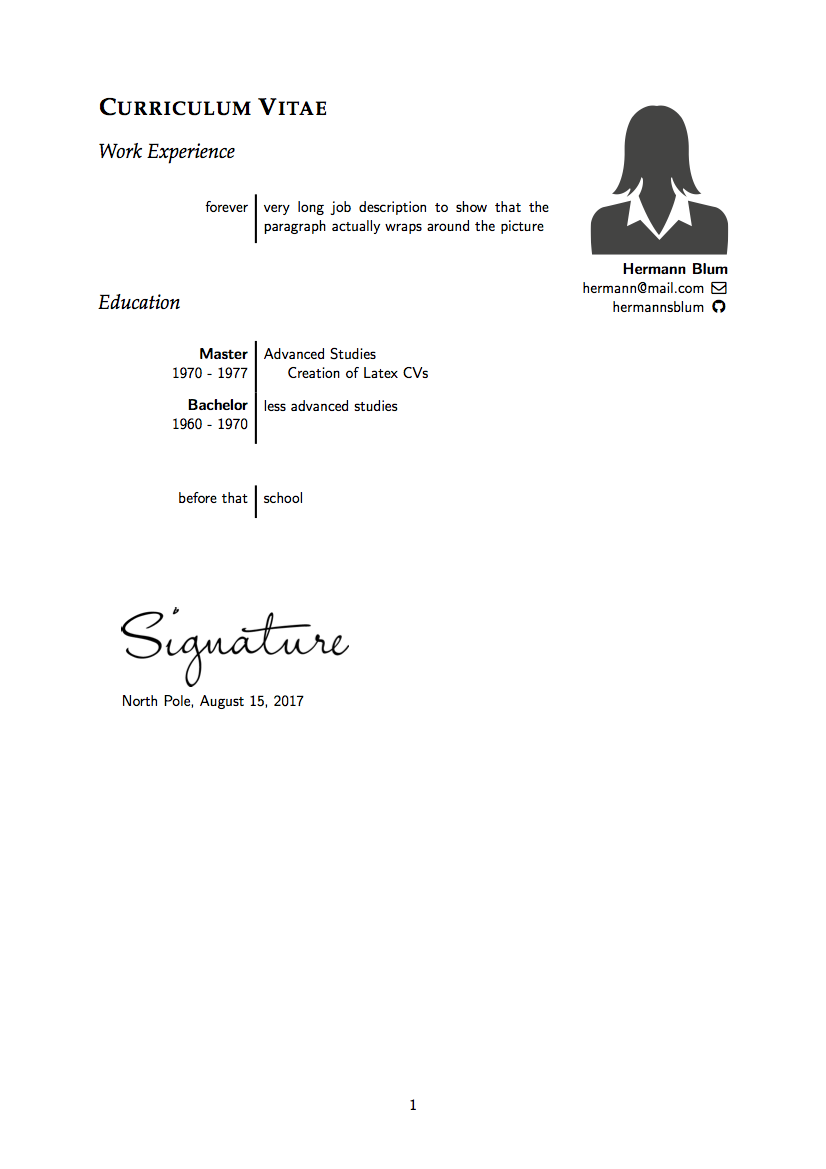 CURRICULUM VITAE
Work Experience
forever very long job description to show that the
paragraph actually wraps around the picture
Hermann Blum
hermann@mail.com
hermannsblum
Education
Master Advanced Studies
1970 - 1977 Creation of Latex CVs
Bachelor less advanced studies
1960 - 1970
before that school
Signature
North Pole, August 15, 2017
1